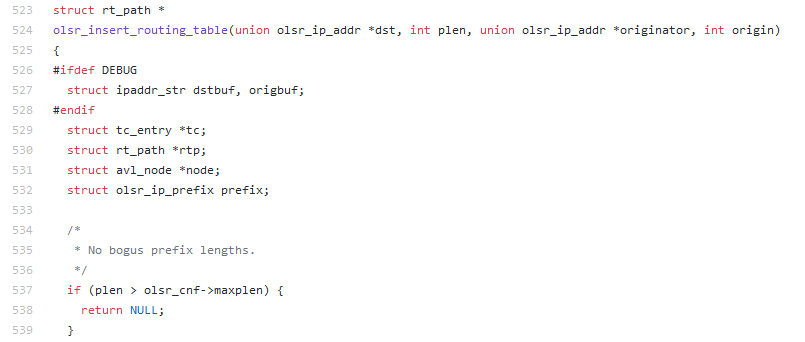 523 struct rt_path *
524 olsr_insert_routing_table(union olsr_ip_addr *dst, int plen, union olsr_ip_addr *originator, int origin)
525 {
526 #ifdef DEBUG
527   struct ipaddr_str dstbuf, origbuf;
528 #endif
529   struct tc_entry *tc;
530   struct rt_path *rtp;
531   struct avl_node *node;
532   struct olsr_ip_prefix prefix;
533
534   /*
535    * No bogus prefix lengths.
536    */
537   if (plen > olsr_cnf->maxplen) {
538     return NULL;
539   }